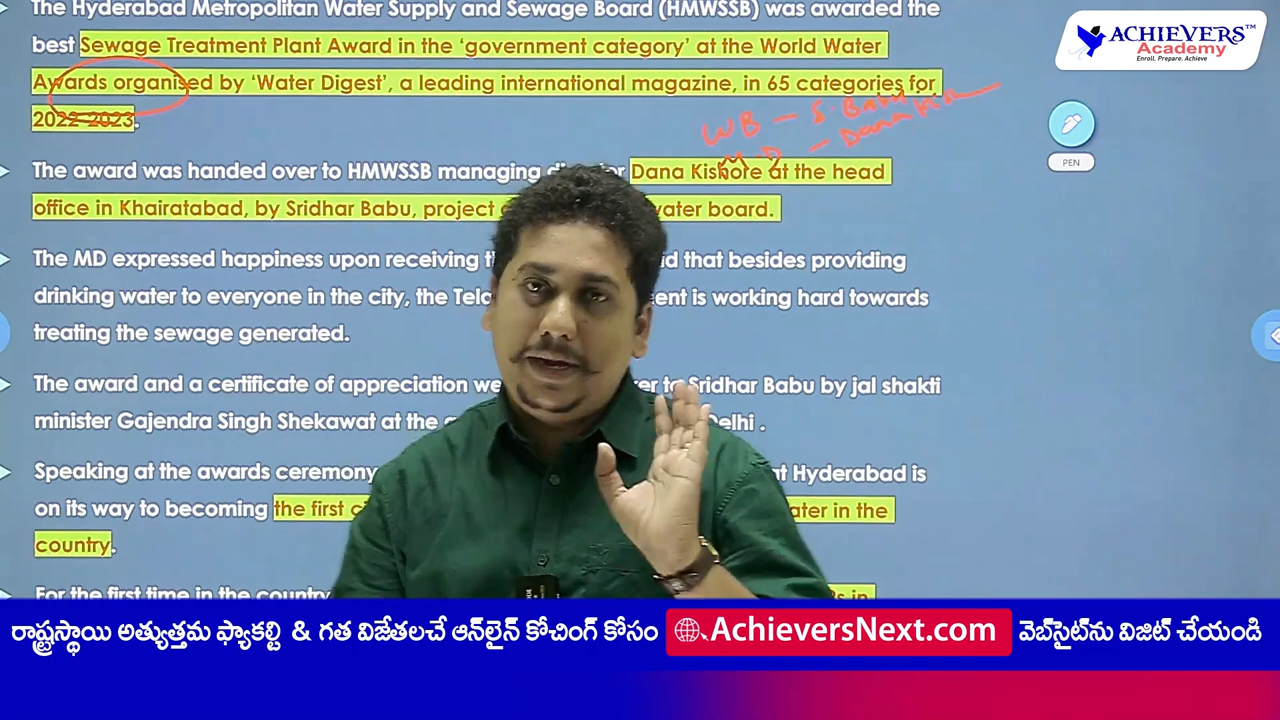 The Hyderabad Metropolitan Water Supply and Sewage Board (HMWSSB) was awarded the
best Sewage Treatment Plant Award in the ‘government category’ at the World Water
Awards organised by ‘Water Digest’, a leading international magazine, in 65 categories for
2022-2023.
WB – S. Babu
M.D –
The award was handed over to HMWSSB managing Dana Kishore at the head
office in Khairatabad, by Sridhar Babu, project water board.
The MD expressed happiness upon receiving that besides providing
drinking water to everyone in the city, the is working hard towards
treating the sewage generated.
The award and a certificate of appreciation to Sridhar Babu by jal shakti
minister Gajendra Singh Shekawat at the Delhi .
Speaking at the awards ceremony Hyderabad is
on its way to becoming the first in the
country.
For the first time in the country in
ACHIEVERS™
Academy
Enroll. Prepare. Achieve
PEN
రాష్ట్రస్థాయి అత్యుత్తమ ఫ్యాకల్టి & గత విజేతలచే ఆన్‌లైన్ కోచింగ్ కోసం AchieversNext.com వెబ్‌సైట్‌ను విజిట్ చేయండి